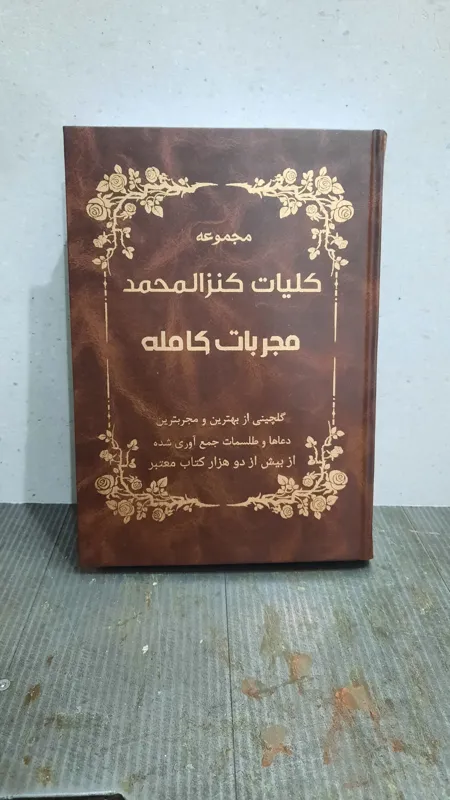 مجموعه
کلیات کنزالمحمد
مجربات کامله
گلچینی از بهترین و مجربترین
دعاها و طلسمات جمع آوری شده
از بیش از دو هزار کتاب معتبر